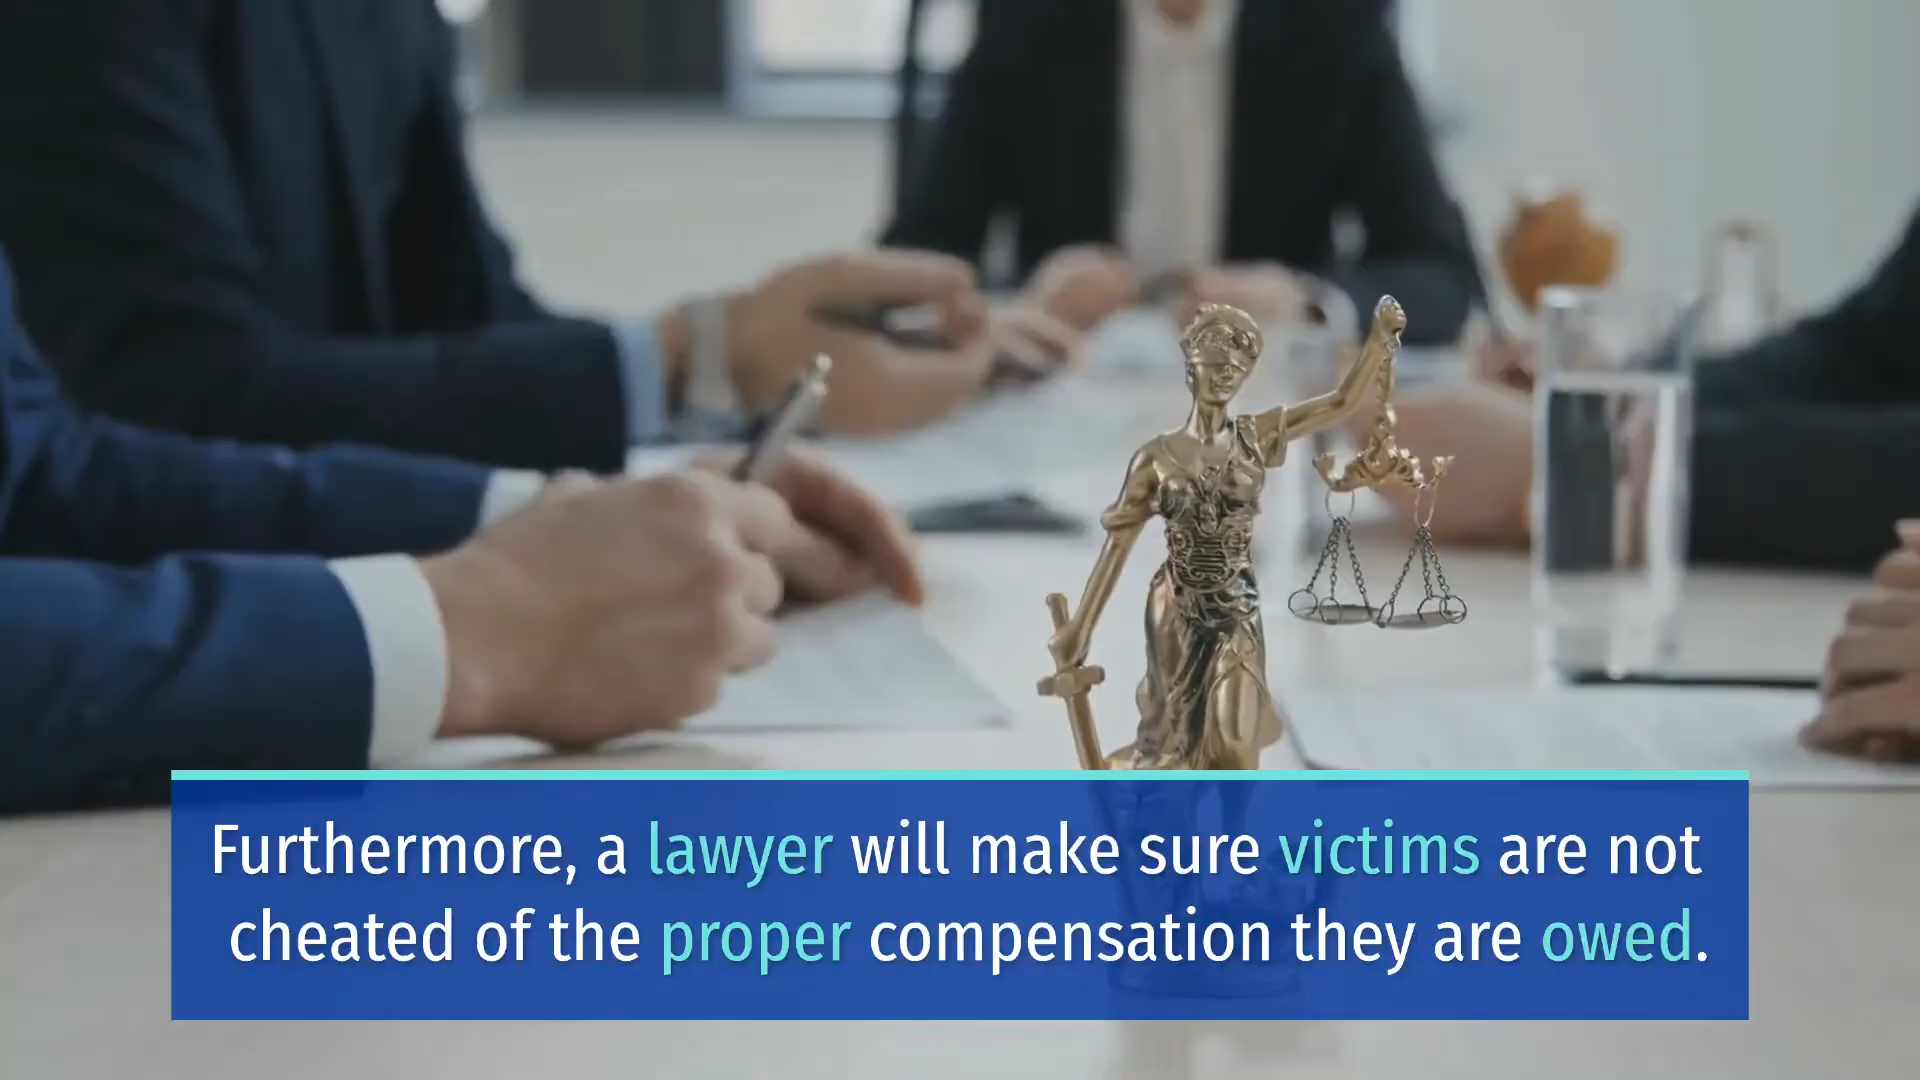 Furthermore, a lawyer will make sure victims are not
cheated of the proper compensation they are owed.